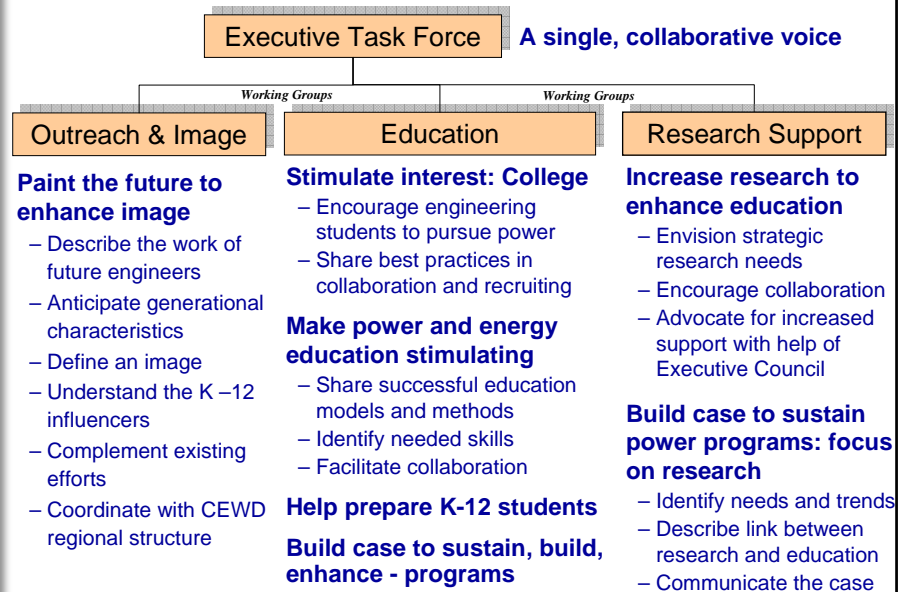 Executive Task Force
A single, collaborative voice
Working Groups
Working Groups
Outreach & Image
Paint the future to
enhance image
– Describe the work of
future engineers
– Anticipate generational
characteristics
– Define an image
– Understand the K –12
influencers
– Complement existing
efforts
– Coordinate with CEWD
regional structure
Education
Stimulate interest: College
– Encourage engineering
students to pursue power
– Share best practices in
collaboration and recruiting
Make power and energy
education stimulating
– Share successful education
models and methods
– Identify needed skills
– Facilitate collaboration
Help prepare K-12 students
Build case to sustain, build,
enhance - programs
Research Support
Increase research to
enhance education
– Envision strategic
research needs
– Encourage collaboration
– Advocate for increased
support with help of
Executive Council
Build case to sustain
power programs: focus
on research
– Identify needs and trends
– Describe link between
research and education
– Communicate the case